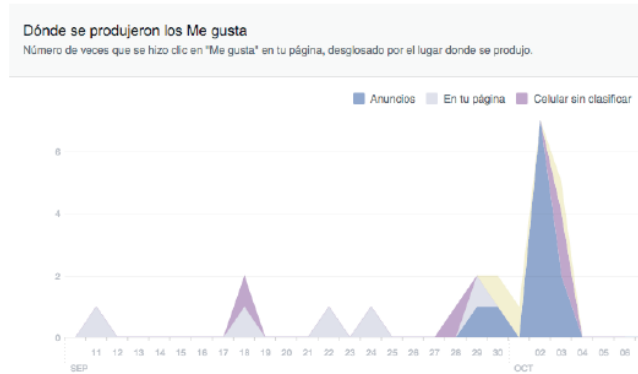 Dónde se produjeron los Me gusta
Número de veces que se hizo clic en "Me gusta" en tu página, desglosado por el lugar donde se produjo.
Anuncios En tu página Celular sin clasificar
6
4
2
0
11 12 13 14 15 16 17 18 19 20 21 22 23 24 25 26 27 28 29 30 02 03 04 05 06
SEP OCT